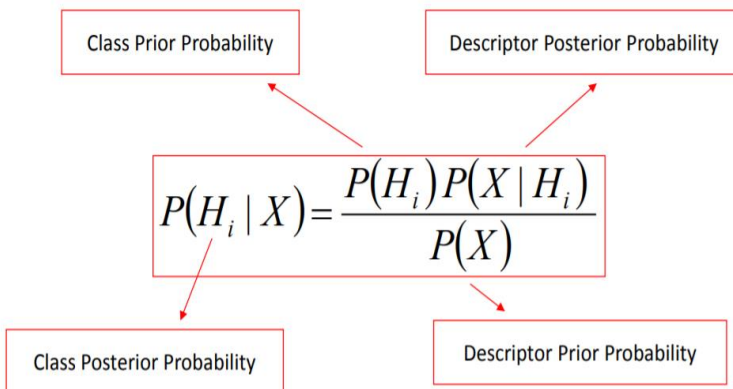 Class Prior Probability
Descriptor Posterior Probability
P(H_i | X) = P(H_i)P(X | H_i) / P(X)
Class Posterior Probability
Descriptor Prior Probability